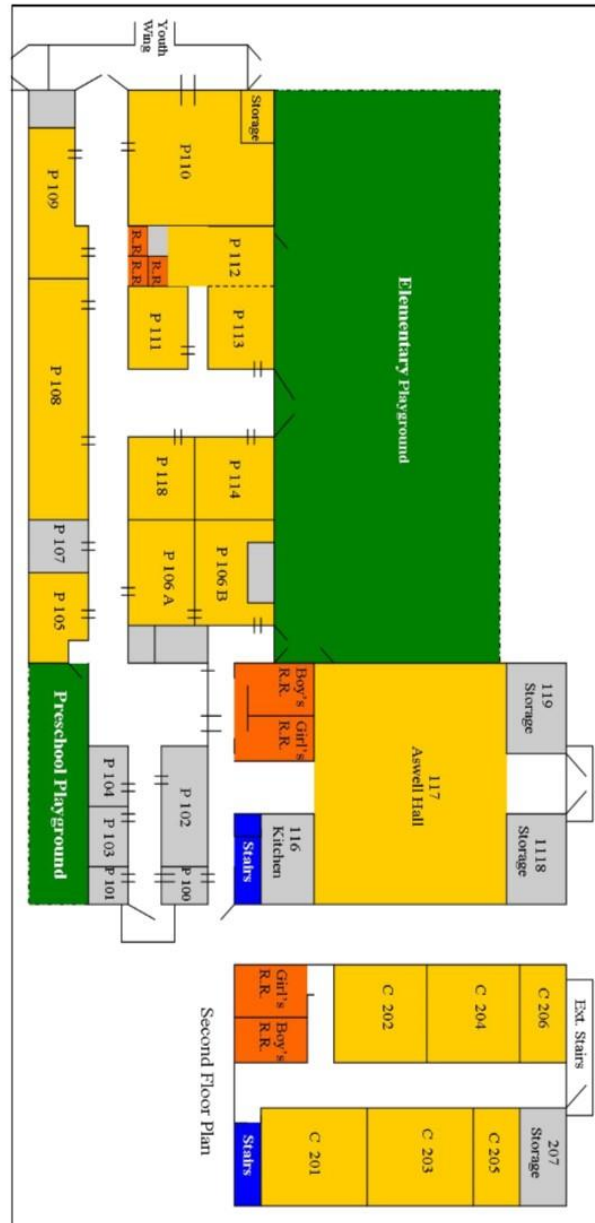 Youth
Wing
Storage
P110
P 109
R.R.
R.R.
R.R.
P 112
P 111
P 113
Elementary Playground
P 108
P 118
P 114
P 107
P 106 A
P 106 B
P 105
Preschool Playground
Boy's
R.R.
Girl's
R.R.
117
Aswell Hall
119
Storage
P 104
P 102
P 103
P 101
P 100
Stairs
116
Kitchen
1118
Storage
Girl's
R.R.
Boy's
R.R.
C 202
C 204
C 206
Ext. Stairs
Second Floor Plan
Stairs
C 201
C 203
C 205
207
Storage